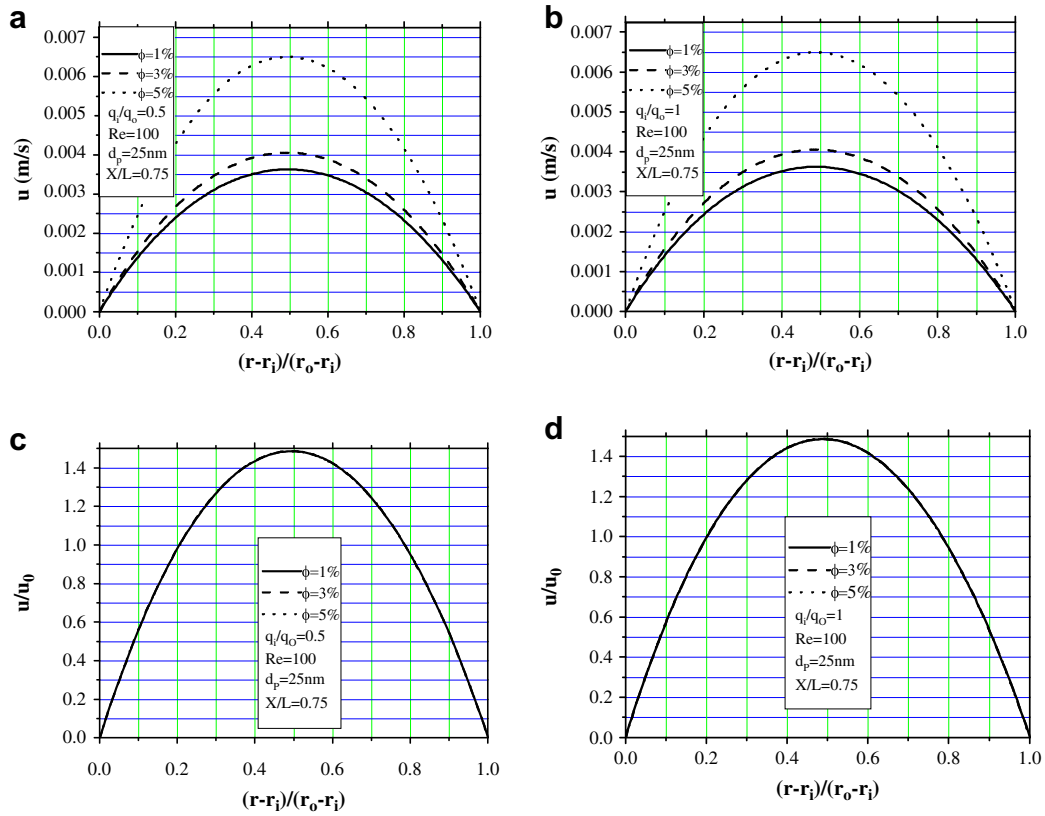 a
0.007
0.006
0.005
0.004
0.003
0.002
0.001
0.000
u (m/s)
ϕ=1%
ϕ=3%
ϕ=5%
qi/qo=0.5
Re=100
dp=25nm
X/L=0.75
0.0 0.2 0.4 0.6 0.8 1.0
(r-ri)/(ro-ri)
b
0.007
0.006
0.005
0.004
0.003
0.002
0.001
0.000
u (m/s)
ϕ=1%
ϕ=3%
ϕ=5%
qi/qo=1
Re=100
dp=25nm
X/L=0.75
0.0 0.2 0.4 0.6 0.8 1.0
(r-ri)/(ro-ri)
c
1.4
1.2
1.0
0.8
0.6
0.4
0.2
0.0
u/u0
ϕ=1%
ϕ=3%
ϕ=5%
qi/qO=0.5
Re=100
dP=25nm
X/L=0.75
0.0 0.2 0.4 0.6 0.8 1.0
(r-ri)/(ro-ri)
d
1.4
1.2
1.0
0.8
0.6
0.4
0.2
0.0
u/u0
ϕ=1%
ϕ=3%
ϕ=5%
qi/qO=1
Re=100
dP=25nm
X/L=0.75
0.0 0.2 0.4 0.6 0.8 1.0
(r-ri)/(ro-ri)